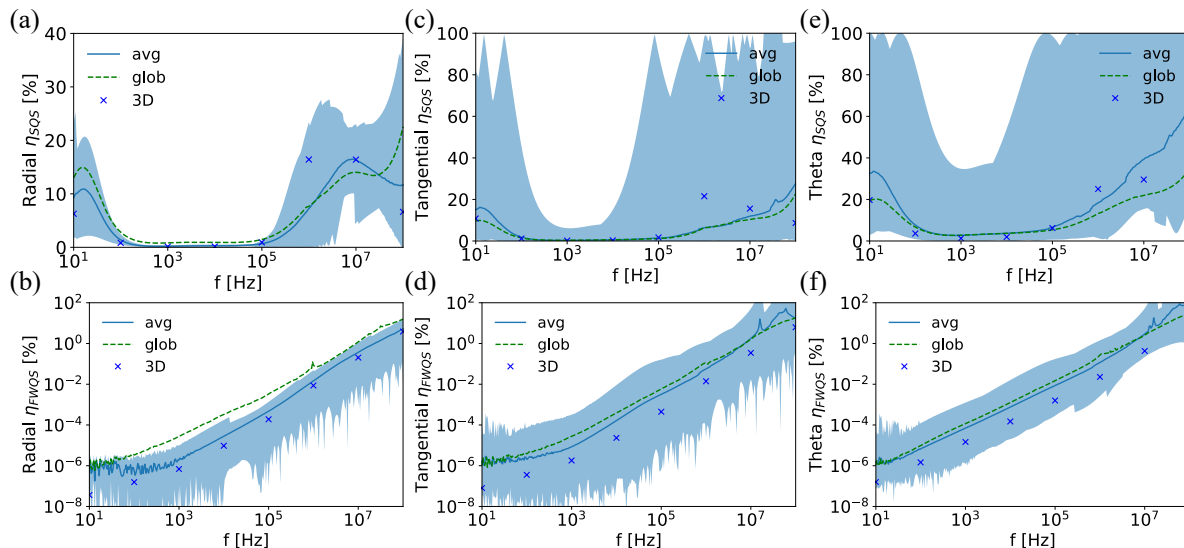 (a)
40
30
20
10
0
Radial ηSQS [%]
avg
glob
3D
10^1 10^3 10^5 10^7
f [Hz]
(c)
100
80
60
40
20
0
Tangential ηSQS [%]
avg
glob
3D
10^1 10^3 10^5 10^7
f [Hz]
(e)
100
80
60
40
20
0
Theta ηSQS [%]
avg
glob
3D
10^1 10^3 10^5 10^7
f [Hz]
(b)
10^2
10^0
10^−2
10^−4
10^−6
10^−8
Radial ηFWQS [%]
avg
glob
3D
10^1 10^3 10^5 10^7
f [Hz]
(d)
10^2
10^0
10^−2
10^−4
10^−6
10^−8
Tangential ηFWQS [%]
avg
glob
3D
10^1 10^3 10^5 10^7
f [Hz]
(f)
10^2
10^0
10^−2
10^−4
10^−6
10^−8
Theta ηFWQS [%]
avg
glob
3D
10^1 10^3 10^5 10^7
f [Hz]